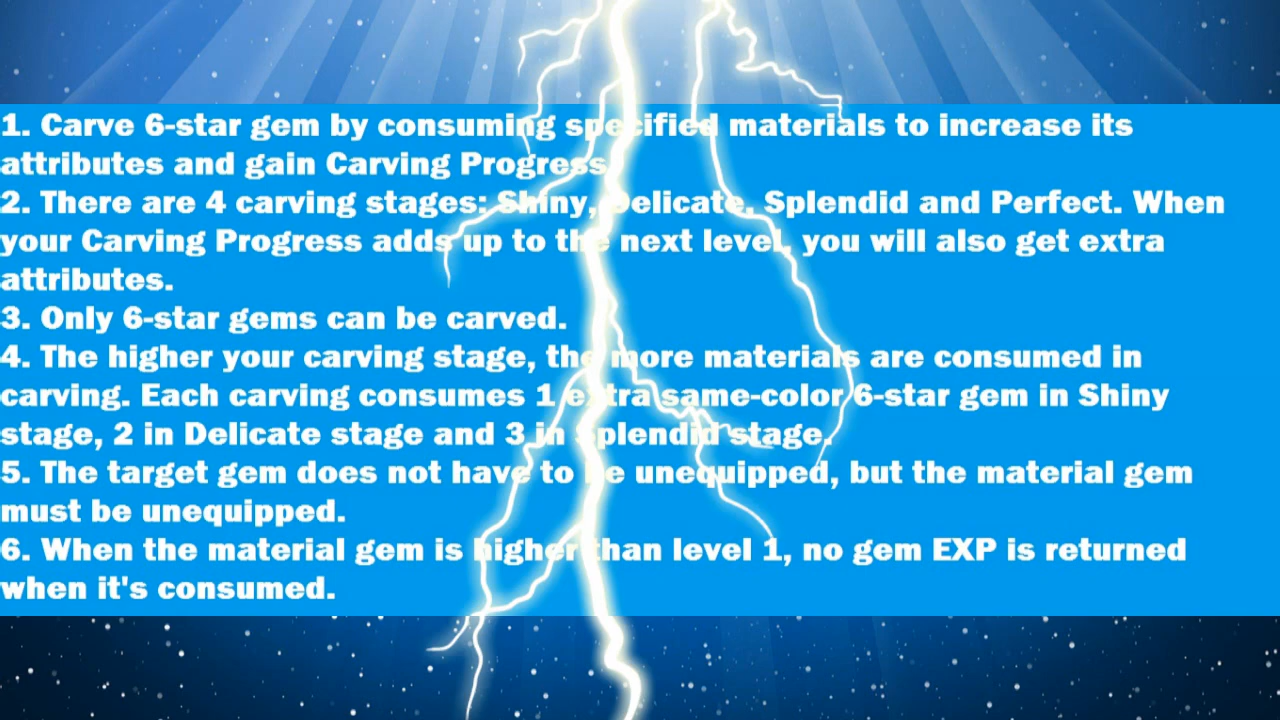 1. Carve 6-star gem by consuming specified materials to increase its
attributes and gain Carving Progress.
2. There are 4 carving stages: Shiny, Delicate, Splendid and Perfect. When
your Carving Progress adds up to the next level, you will also get extra
attributes.
3. Only 6-star gems can be carved.
4. The higher your carving stage, the more materials are consumed in
carving. Each carving consumes 1 extra same-color 6-star gem in Shiny
stage, 2 in Delicate stage and 3 in Splendid stage.
5. The target gem does not have to be unequipped, but the material gem
must be unequipped.
6. When the material gem is higher than level 1, no gem EXP is returned
when it's consumed.